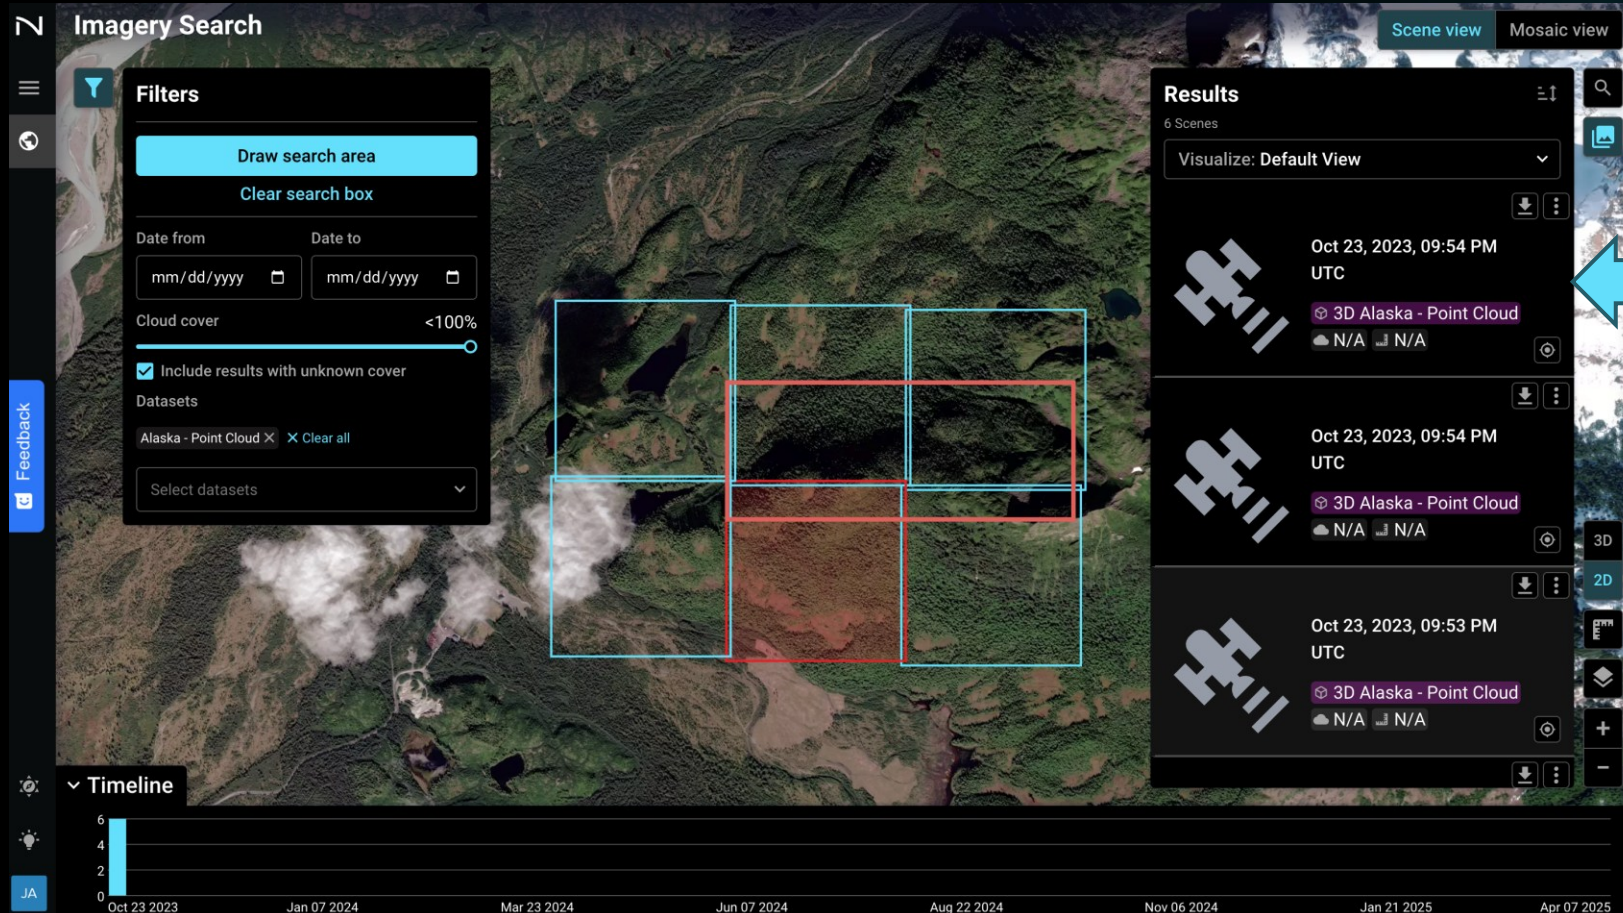 Imagery Search
Scene view
Mosaic view
Filters
Draw search area
Clear search box
Date from
Date to
mm/dd/yyyy
mm/dd/yyyy
Cloud cover
<100%
Include results with unknown cover
Datasets
Alaska - Point Cloud
Clear all
Select datasets
Feedback
Results
6 Scenes
Visualize: Default View
Oct 23, 2023, 09:54 PM
UTC
3D Alaska - Point Cloud
N/A N/A
Oct 23, 2023, 09:54 PM
UTC
3D Alaska - Point Cloud
N/A N/A
Oct 23, 2023, 09:53 PM
UTC
3D Alaska - Point Cloud
N/A N/A
3D
2D
Timeline
6
4
2
0
Oct 23 2023
Jan 07 2024
Mar 23 2024
Jun 07 2024
Aug 22 2024
Nov 06 2024
Jan 21 2025
Apr 07 2025
JA